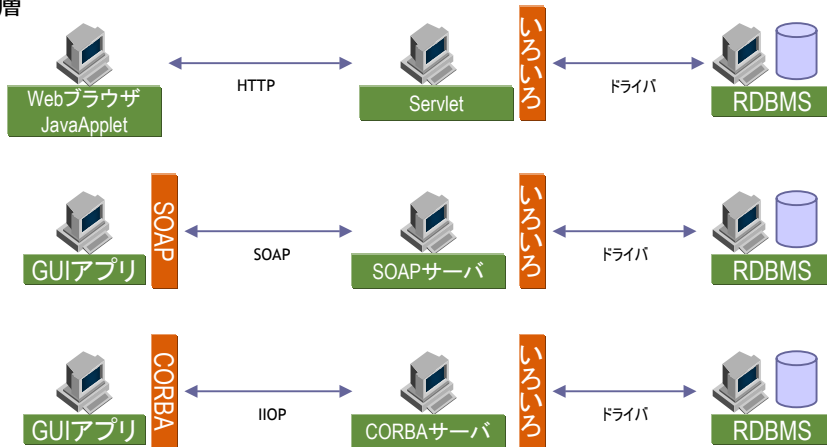 層
HTTP
ドライバ
いろいろ
Webブラウザ
JavaApplet
Servlet
RDBMS
SOAP
SOAP
ドライバ
いろいろ
GUIアプリ
SOAPサーバ
RDBMS
CORBA
IIOP
ドライバ
いろいろ
GUIアプリ
CORBAサーバ
RDBMS